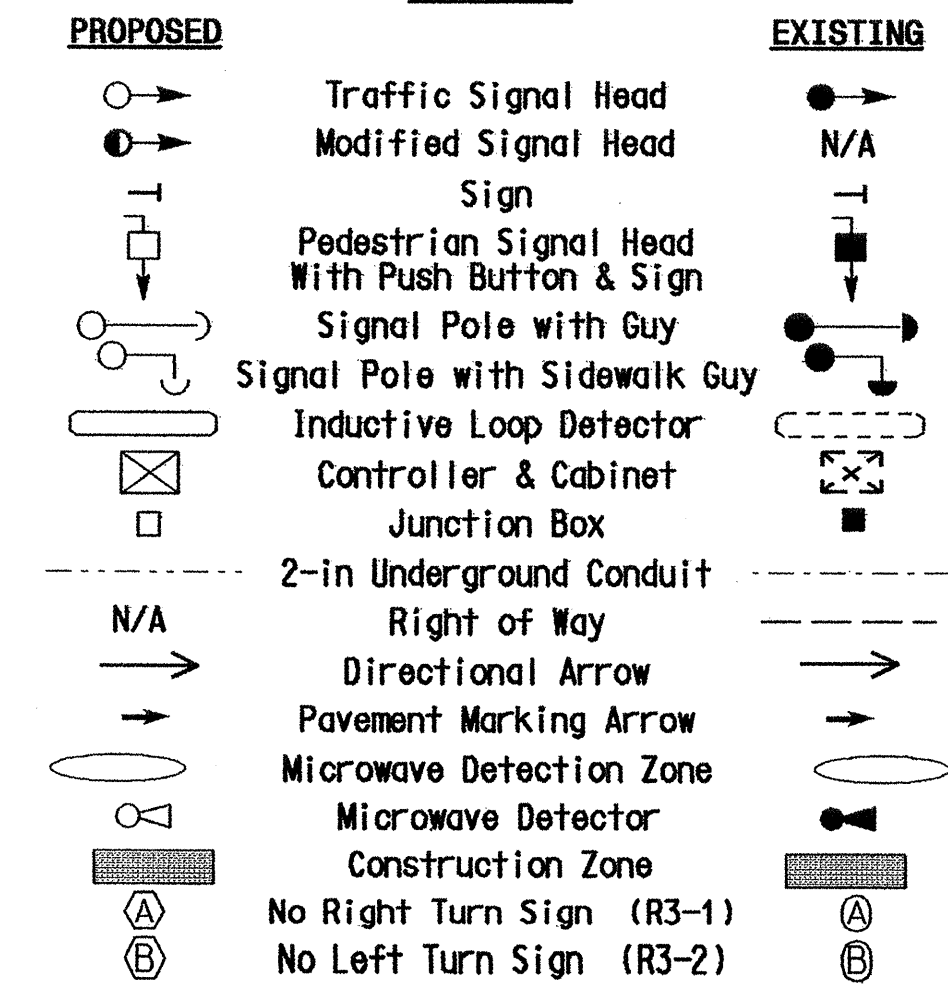 PROPOSED EXISTING
Traffic Signal Head
Modified Signal Head N/A
Sign
Pedestrian Signal Head
With Push Button & Sign
Signal Pole with Guy
Signal Pole with Sidewalk Guy
Inductive Loop Detector
Controller & Cabinet
Junction Box
2-in Underground Conduit
N/A Right of Way
Directional Arrow
Pavement Marking Arrow
Microwave Detection Zone
Microwave Detector
Construction Zone
A No Right Turn Sign (R3-1) A
B No Left Turn Sign (R3-2) B